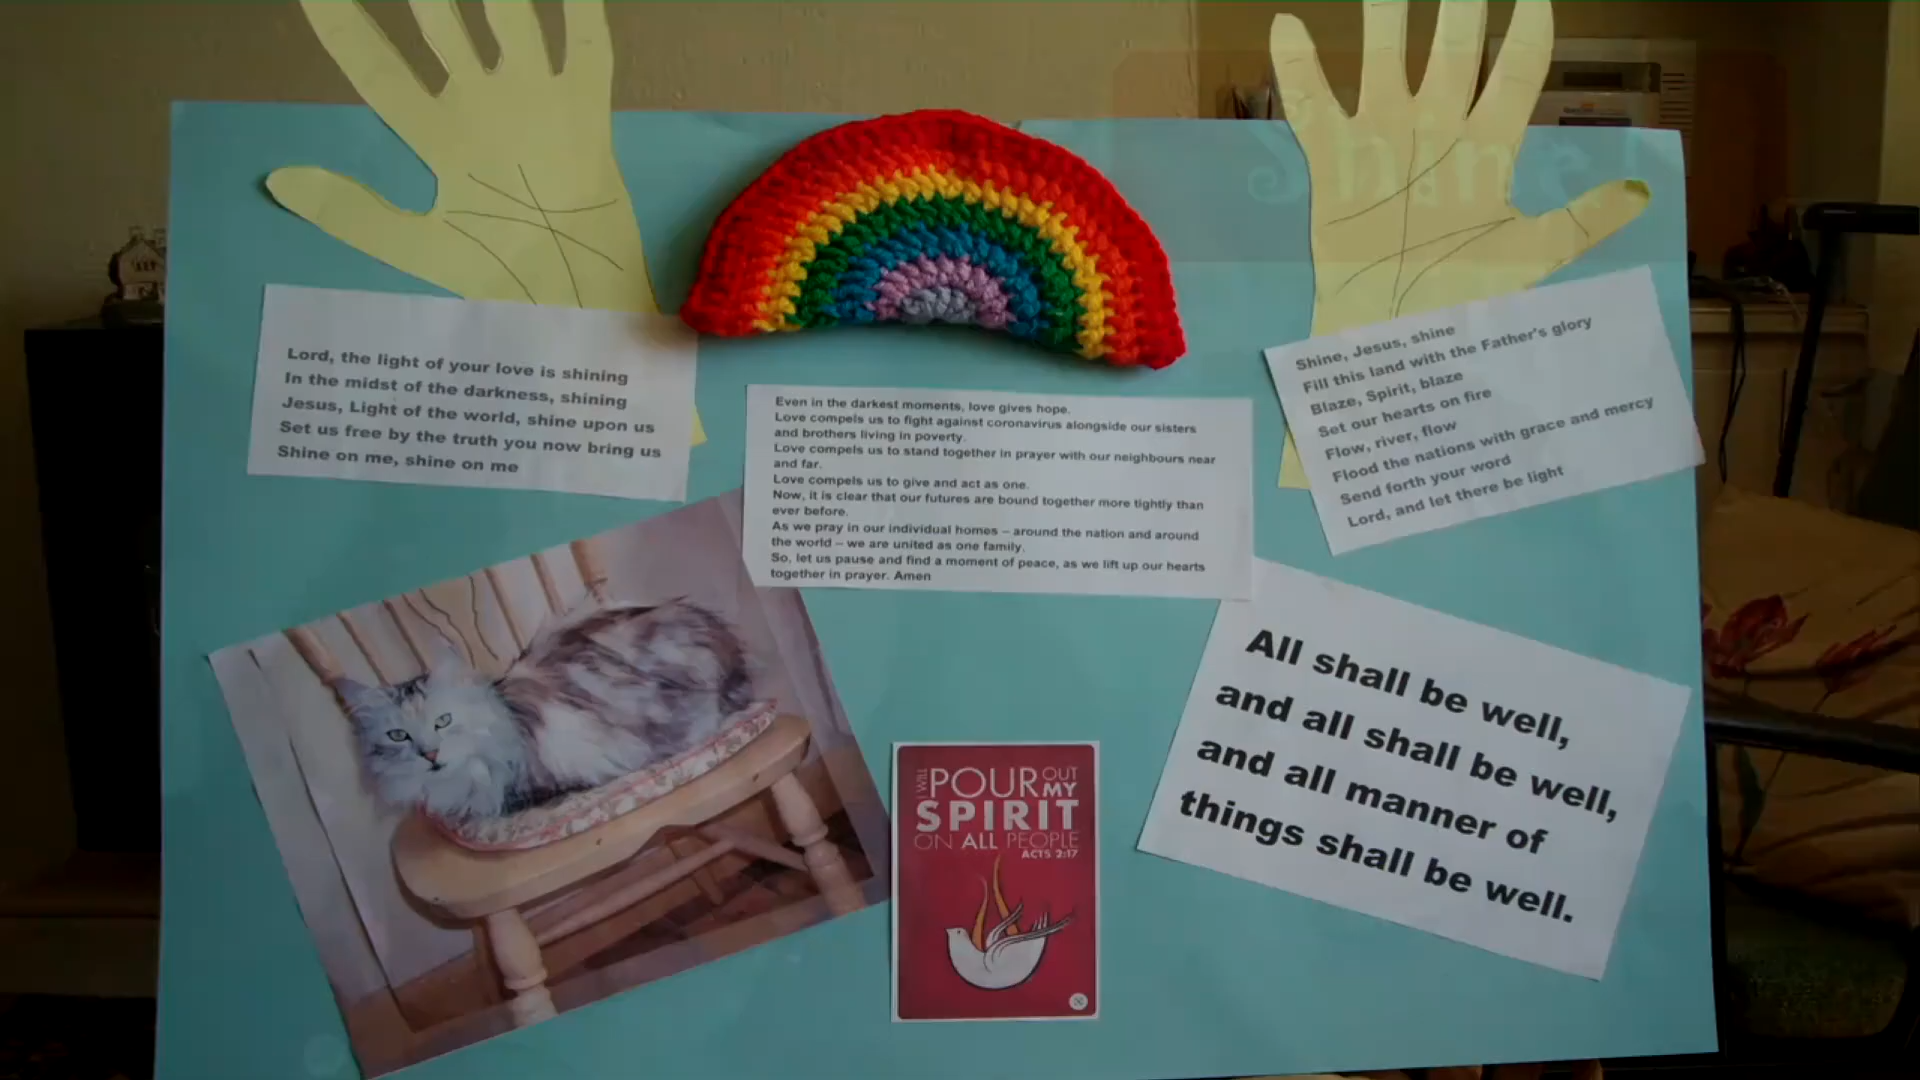 Shine!
Lord, the light of your love is shining
In the midst of the darkness, shining
Jesus, Light of the world, shine upon us
Set us free by the truth you now bring us
Shine on me, shine on me
Even in the darkest moments, love gives hope.
Love compels us to fight against coronavirus alongside our sisters
and brothers living in poverty.
Love compels us to stand together in prayer with our neighbours near
and far.
Love compels us to give and act as one.
Now, it is clear that our futures are bound together more tightly than
ever before.
As we pray in our individual homes – around the nation and around
the world – we are united as one family.
So, let us pause and find a moment of peace, as we lift up our hearts
together in prayer. Amen
Shine, Jesus, shine
Fill this land with the Father's glory
Blaze, Spirit, blaze
Set our hearts on fire
Flow, river, flow
Flood the nations with grace and mercy
Send forth your word
Lord, and let there be light
I WILL POUR OUT MY
SPIRIT
ON ALL PEOPLE
ACTS 2:17
All shall be well,
and all shall be well,
and all manner of
things shall be well.